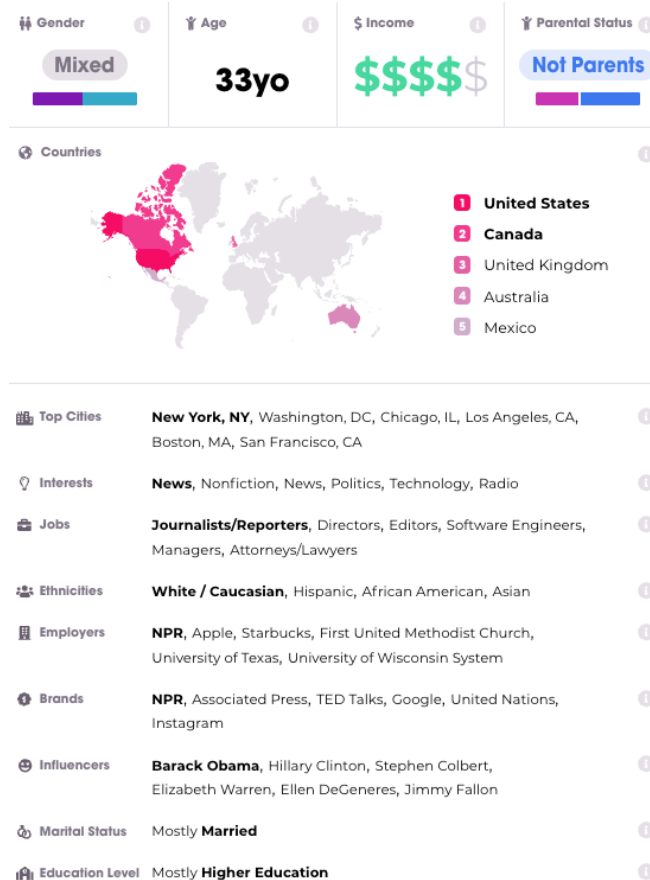 Gender
Age
$ Income
Parental Status
Mixed
33yo
$$$$$
Not Parents
Countries
1 United States
2 Canada
3 United Kingdom
4 Australia
5 Mexico
Top Cities
New York, NY, Washington, DC, Chicago, IL, Los Angeles, CA,
Boston, MA, San Francisco, CA
Interests
News, Nonfiction, News, Politics, Technology, Radio
Jobs
Journalists/Reporters, Directors, Editors, Software Engineers,
Managers, Attorneys/Lawyers
Ethnicities
White / Caucasian, Hispanic, African American, Asian
Employers
NPR, Apple, Starbucks, First United Methodist Church,
University of Texas, University of Wisconsin System
Brands
NPR, Associated Press, TED Talks, Google, United Nations,
Instagram
Influencers
Barack Obama, Hillary Clinton, Stephen Colbert,
Elizabeth Warren, Ellen DeGeneres, Jimmy Fallon
Marital Status
Mostly Married
Education Level
Mostly Higher Education